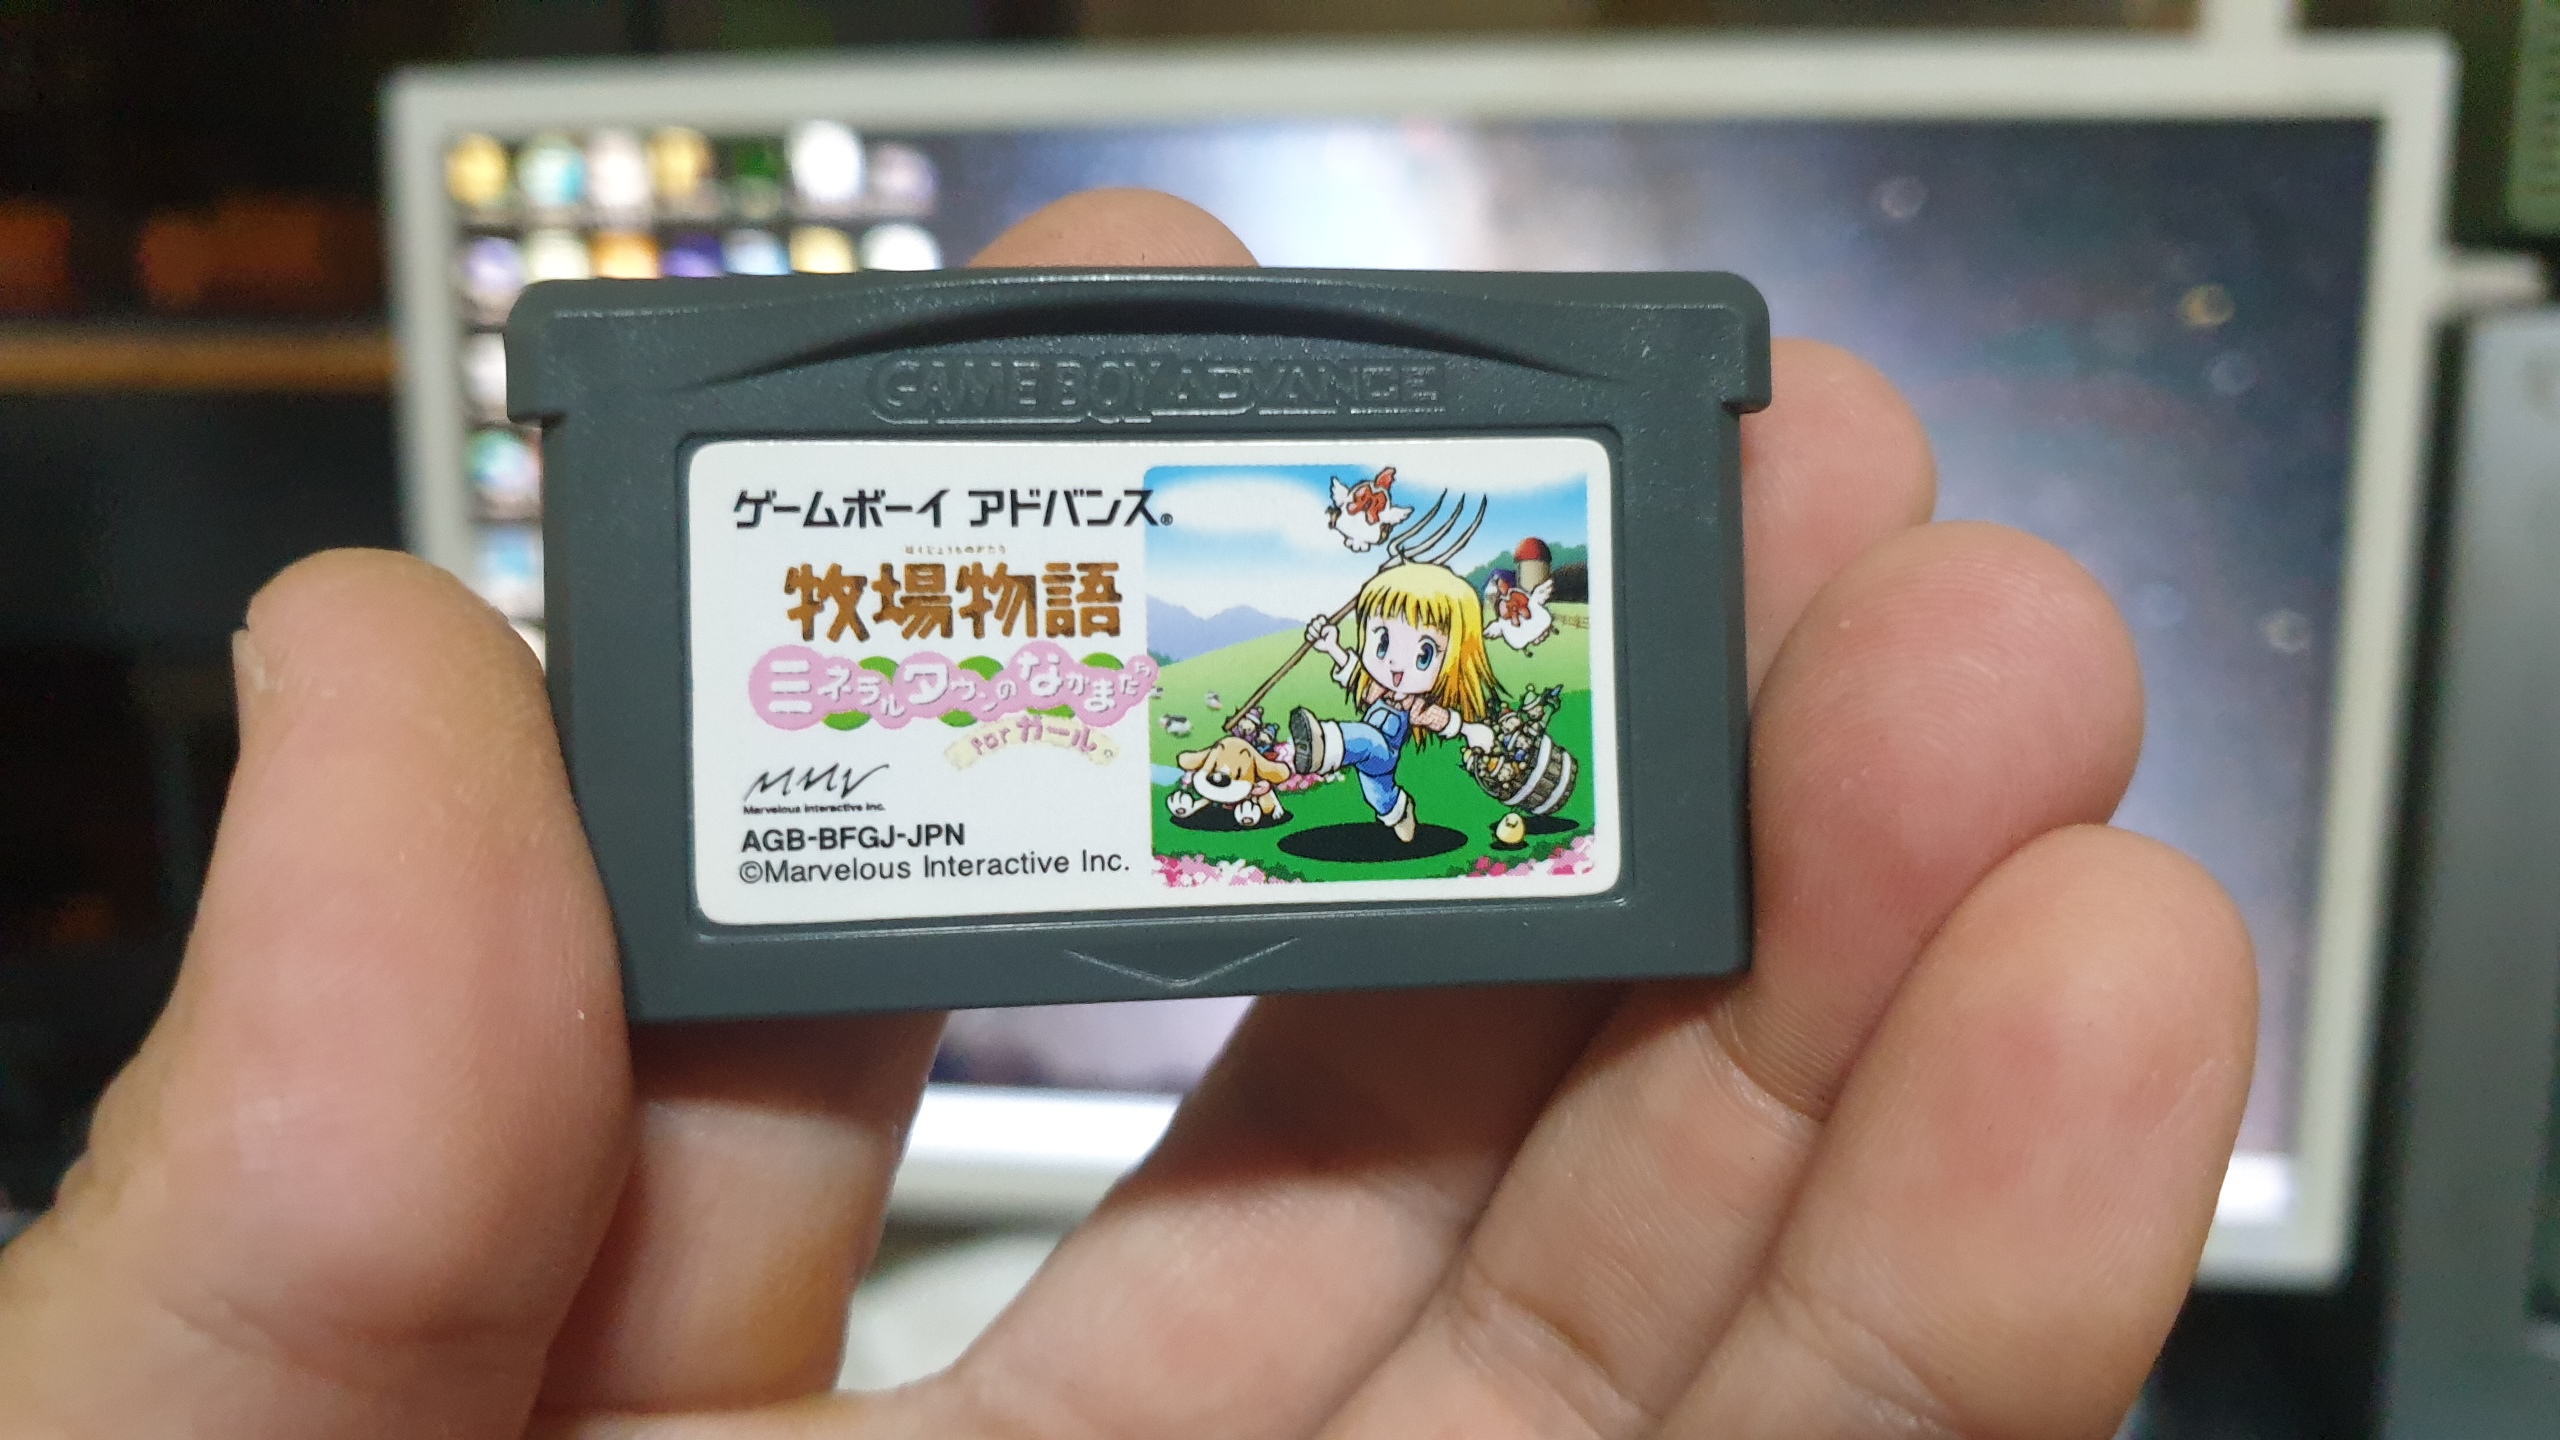 GAME BOY ADVANCE
ゲームボーイ アドバンス®
ぼくじょうものがたり
牧場物語
ミネラルタウンのなかまたち
for ガール
MMV
Marvelous Interactive Inc.
AGB-BFGJ-JPN
©Marvelous Interactive Inc.